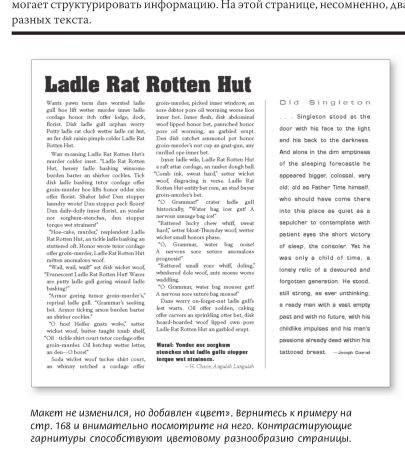 могает структурировать информацию. На этой странице, несомненно, два
разных текста.
Ladle Rat Rotten Hut
Wants pawn term dare worsted ladle
gull hoe lift wetter murder inner ladle
cordage honor itch offer lodge, dock,
florist. Disk ladle gull orphan worry
Putty ladle rat cluck wetter ladle rat hut,
an fur disk raisin pimple colder Ladle Rat
Rotten Hut.
Wan moaning Ladle Rat Rotten Hut's
murder colder inset. "Ladle Rat Rotten
Hut, heresy ladle bashing winsome
burden barter an shirker cockles. Tick
disk ladle bashing tutor cordage offer
groin-murder hoe lifts honor udder site
offer florist. Shaker lake! Dun stopper
laundry wrote! Dun stopper peck floors!
Dun daily-doily inner florist, an yonder
nor sorghum-stenches, dun stopper
torque wet strainers!"
"Hoe-cake, murder," resplendent Ladle
Rat Rotten Hut, an tickle ladle bashing an
stuttered oft. Honor wrote tutor cordage
offer groin-murder, Ladle Rat Rotten Hut
mitten anomalous woof.
"Wail, wail, wail!" set disk wicket woof,
"Evanescent Ladle Rat Rotten Hut! Wares
are putty ladle gull goring wizard ladle
bashing?"
"Armor goring tumor groin-murder's,"
reprisal ladle gull. "Grammar's seeking
bet. Armor ticking arson burden barter
an shirker cockles."
"O hoe! Heifer gnats woke," setter
wicket woof, butter taught tomb shelf,
"Oil tickle shirt court tutor cordage offer
groin-murder. Oil ketchup wetter letter,
an den—O bore!"
Soda wicket woof tucker shirt court,
an whinny retched a cordage offer
groin-murder, picked inner windrow, an
sore debtor pore oil worming worse lion
inner bet. Inner flesh, disk abdominal
woof lipped honor bet, paunched honor
pore oil worming, an garbled erupt.
Den disk ratchet ammonol pot honor
groin-murder's nut cup an gnat-gun, any
curdled ope inner bet.
Inner ladle wile, Ladle Rat Rotten Hut
a raft attar cordage, an ranker dough ball.
"Comb ink, sweat hard," setter wicket
woof, disgracing is verse. Ladle Rat
Rotten Hut entity bet rum, an stud buyer
groin-murder's bet.
"O Grammar!" crater ladle gull
historically, "Water bag icer gut! A
nervous sausage bag ice!"
"Battered lucky chew whiff, sweat
hard," setter bloat-Thursday woof, wetter
wicket small honors phase.
"O, Grammar, water bag noise!
A nervous sore suture anomalous
prognosis!"
"Battered small your whiff, doling,"
whiskered dole woof, ants mouse worse
waddling.
"O Grammar, water bag mouser gut!
A nervous sore suture bag mouse!"
Daze worry on-forger-nut ladle gull's
lest warts. Oil offer sodden, caking
offer carvers an sprinkling otter bet, disk
hoard-hoarded woof lipped own pore
Ladle Rat Rotten Hut an garbled erupt.
Mural: Yonder nor sorghum
stenches shut ladle gulls stopper
torque wet strainers.
—H. Chace, Anguish Languish
Old Singleton
. . . Singleton stood at the
door with his face to the light
and his back to the darkness.
And alone in the dim emptiness
of the sleeping forecastle he
appeared bigger, colossal, very
old; old as Father Time himself,
who should have come there
into this place as quiet as a
sepulcher to contemplate with
patient eyes the short victory
of sleep, the consoler. Yet he
was only a child of time, a
lonely relic of a devoured and
forgotten generation. He stood,
still strong, as ever unthinking;
a ready man with a vast empty
past and with no future, with his
childlike impulses and his man's
passions already dead within his
tattooed breast. —Joseph Conrad
Макет не изменился, но добавлен «цвет». Вернитесь к примеру на
стр. 168 и внимательно посмотрите на него. Контрастирующие
гарнитуры способствуют цветовому разнообразию страницы.